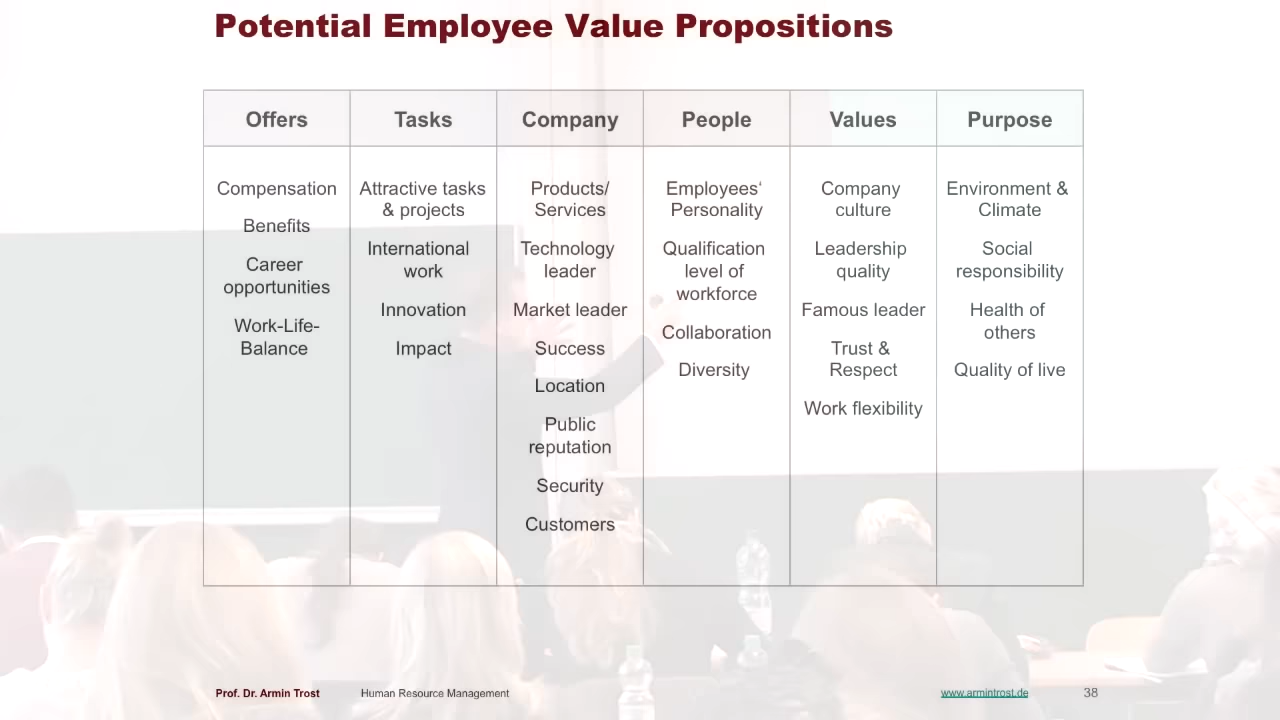 Potential Employee Value Propositions
Offers
Tasks
Company
People
Values
Purpose
Compensation
Benefits
Career
opportunities
Work-Life-
Balance
Attractive tasks
& projects
International
work
Innovation
Impact
Products/
Services
Technology
leader
Market leader
Success
Location
Public
reputation
Security
Customers
Employees‘
Personality
Qualification
level of
workforce
Collaboration
Diversity
Company
culture
Leadership
quality
Famous leader
Trust &
Respect
Work flexibility
Environment &
Climate
Social
responsibility
Health of
others
Quality of live
Prof. Dr. Armin Trost
Human Resource Management
www.armintrost.de
38